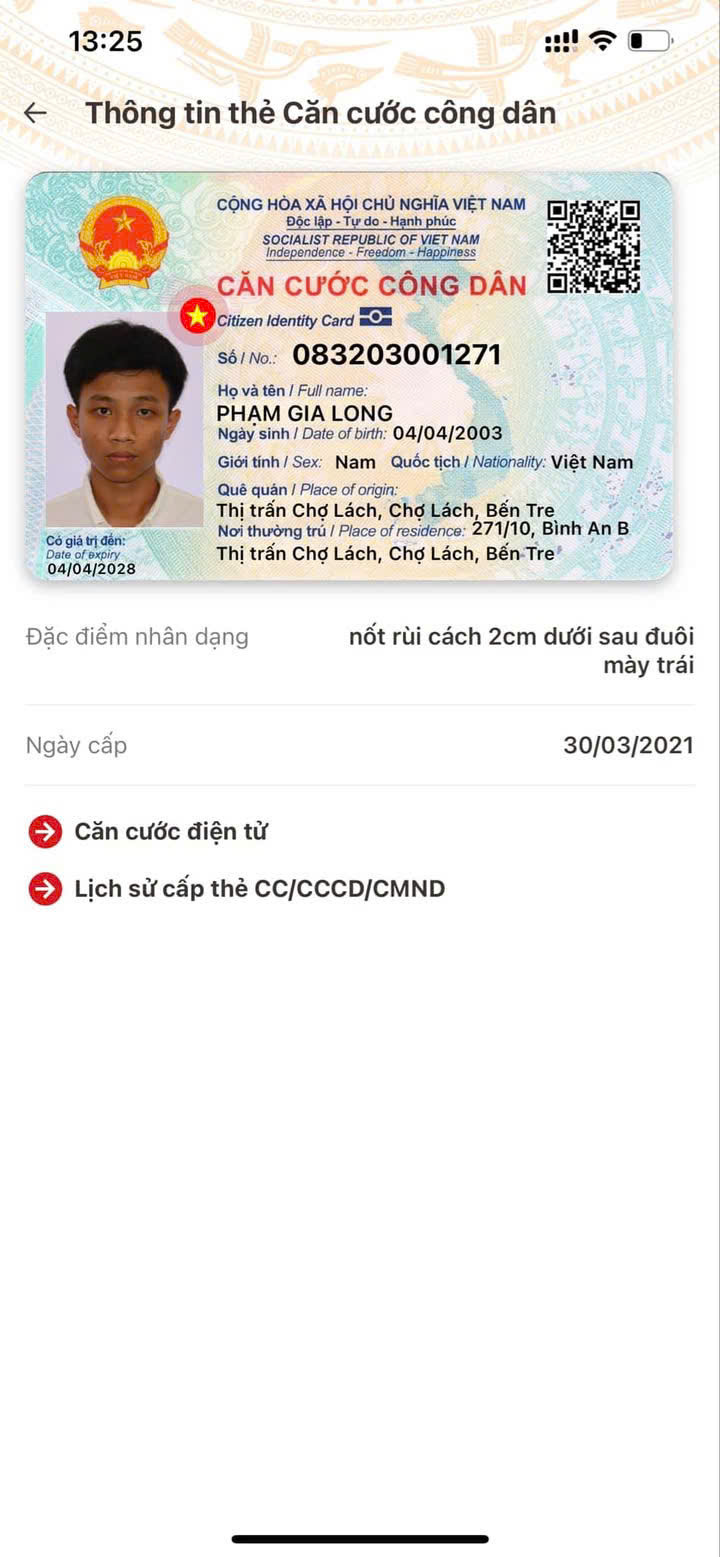 13:25
Thông tin thẻ Căn cước công dân
CỘNG HÒA XÃ HỘI CHỦ NGHĨA VIỆT NAM
Độc lập - Tự do - Hạnh phúc
SOCIALIST REPUBLIC OF VIET NAM
Independence - Freedom - Happiness
CĂN CƯỚC CÔNG DÂN
Citizen Identity Card
Số / No.: 083203001271
Họ và tên / Full name:
PHẠM GIA LONG
Ngày sinh / Date of birth: 04/04/2003
Giới tính / Sex: Nam Quốc tịch / Nationality: Việt Nam
Quê quán / Place of origin:
Thị trấn Chợ Lách, Chợ Lách, Bến Tre
Nơi thường trú / Place of residence: 271/10, Bình An B
Thị trấn Chợ Lách, Chợ Lách, Bến Tre
Có giá trị đến:
Date of expiry
04/04/2028
Đặc điểm nhân dạng
nốt rùi cách 2cm dưới sau đuôi
mày trái
Ngày cấp 30/03/2021
Căn cước điện tử
Lịch sử cấp thẻ CC/CCCD/CMND